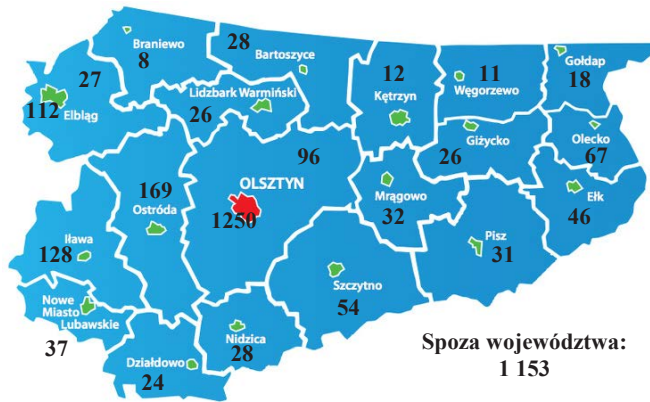 Braniewo
8
28
Bartoszyce
Gołdap
18
27
112
Elbląg
Lidzbark Warmiński
26
12
Kętrzyn
11
Węgorzewo
Giżycko
26
Olecko
67
96
OLSZTYN
1250
169
Ostróda
Mrągowo
32
Ełk
46
Iława
128
Pisz
31
Szczytno
54
Nowe
Miasto
Lubawskie
37
Nidzica
28
Działdowo
24
Spoza województwa:
1 153